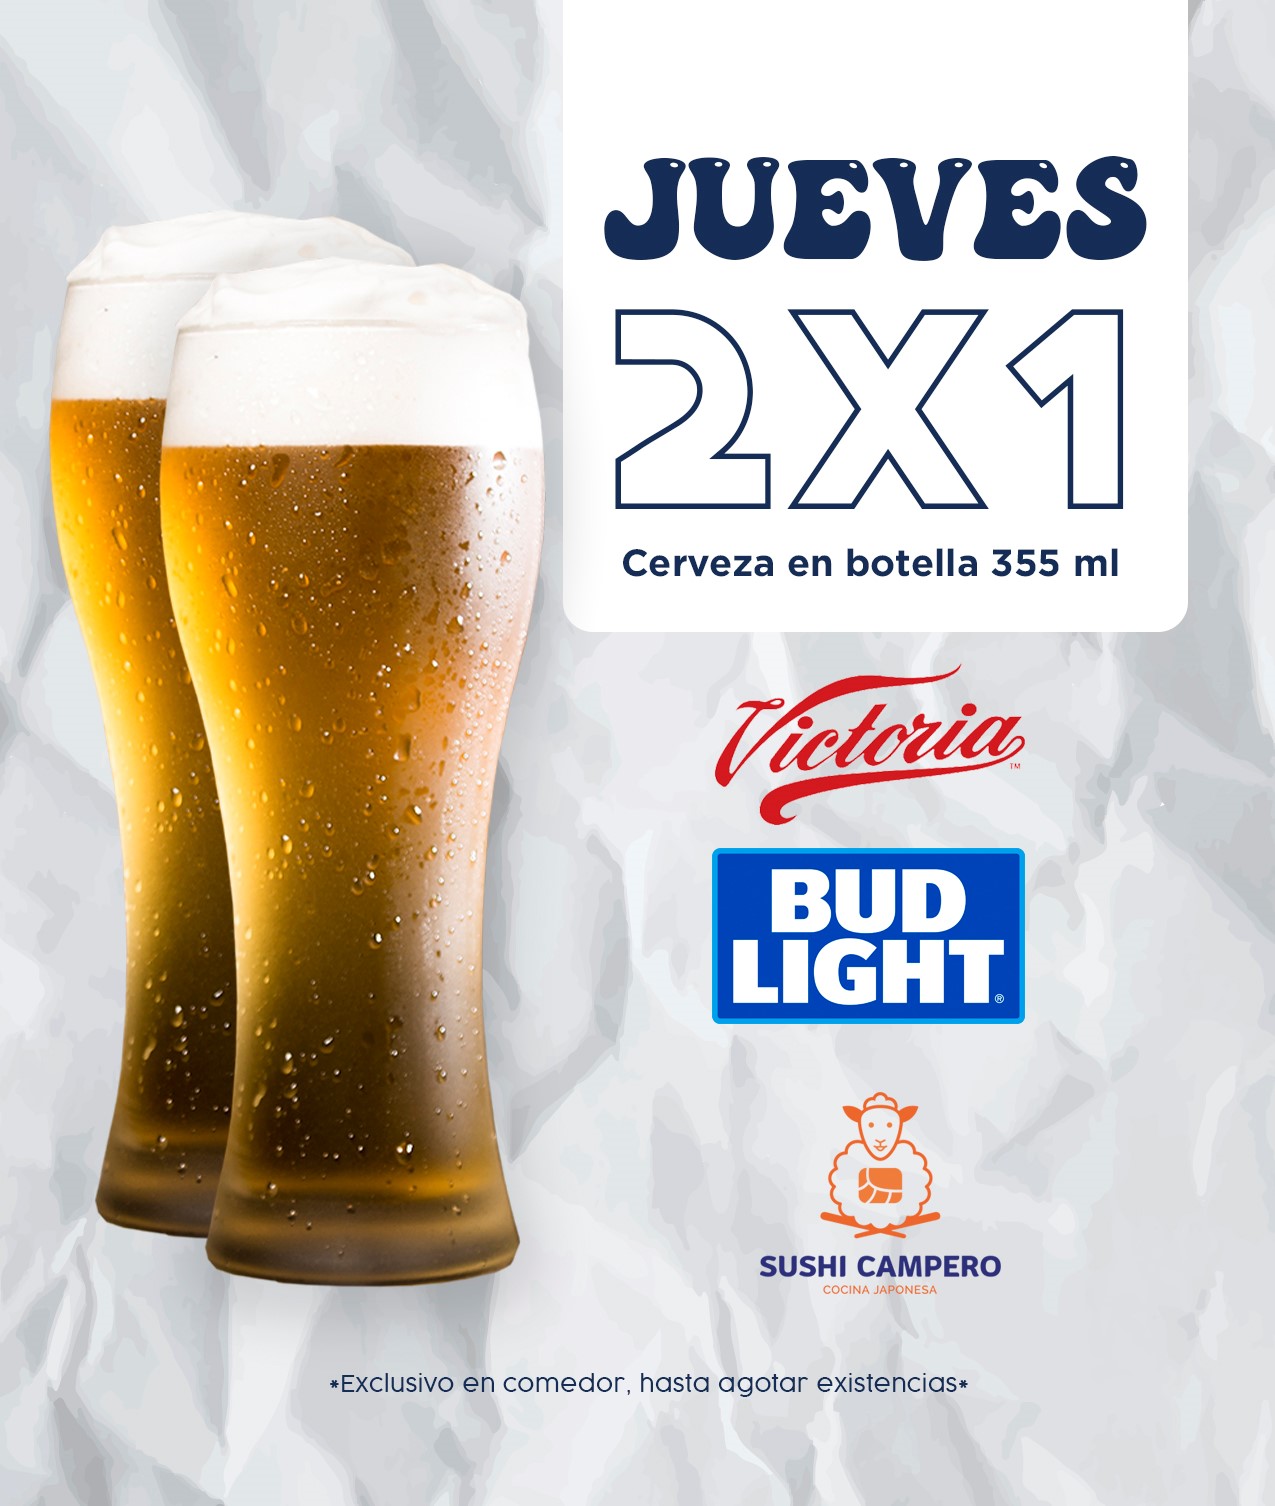 JUEVES
2X1
Cerveza en botella 355 ml
Victoria™
BUD
LIGHT®
SUSHI CAMPERO
COCINA JAPONESA
*Exclusivo en comedor, hasta agotar existencias*